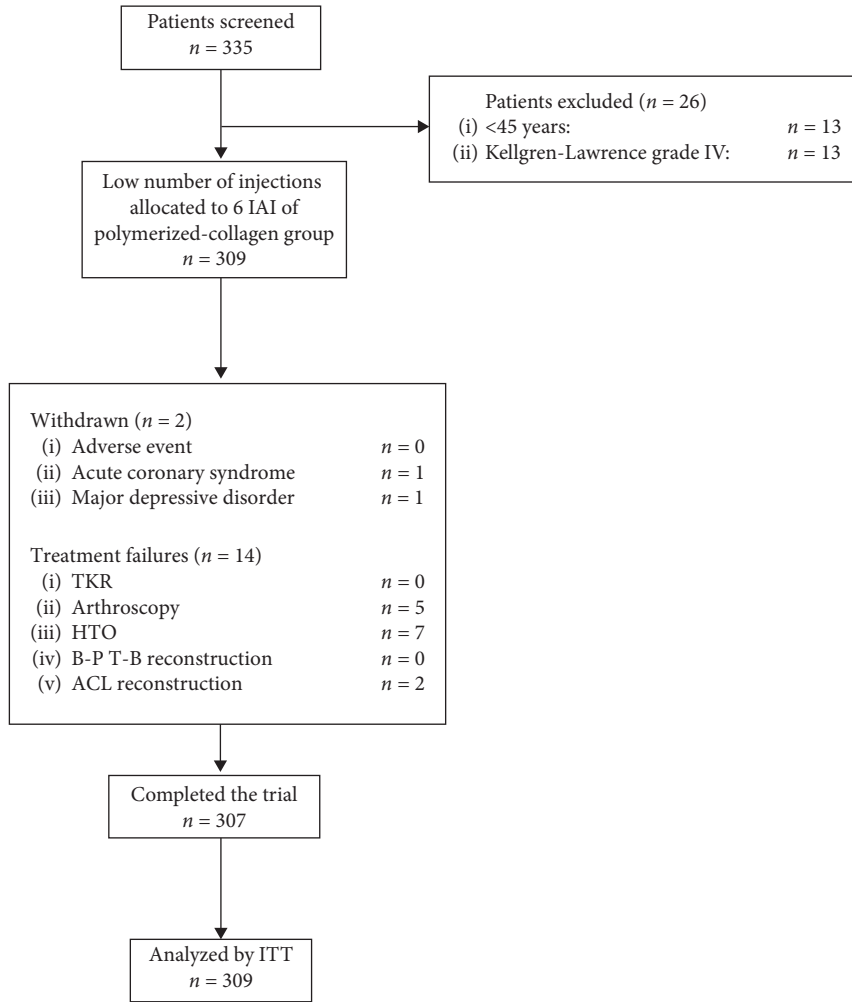 Patients screened
n = 335
Patients excluded (n = 26)
(i) <45 years: n = 13
(ii) Kellgren-Lawrence grade IV: n = 13
Low number of injections
allocated to 6 IAI of
polymerized-collagen group
n = 309
Withdrawn (n = 2)
(i) Adverse event n = 0
(ii) Acute coronary syndrome n = 1
(iii) Major depressive disorder n = 1
Treatment failures (n = 14)
(i) TKR n = 0
(ii) Arthroscopy n = 5
(iii) HTO n = 7
(iv) B-P T-B reconstruction n = 0
(v) ACL reconstruction n = 2
Completed the trial
n = 307
Analyzed by ITT
n = 309